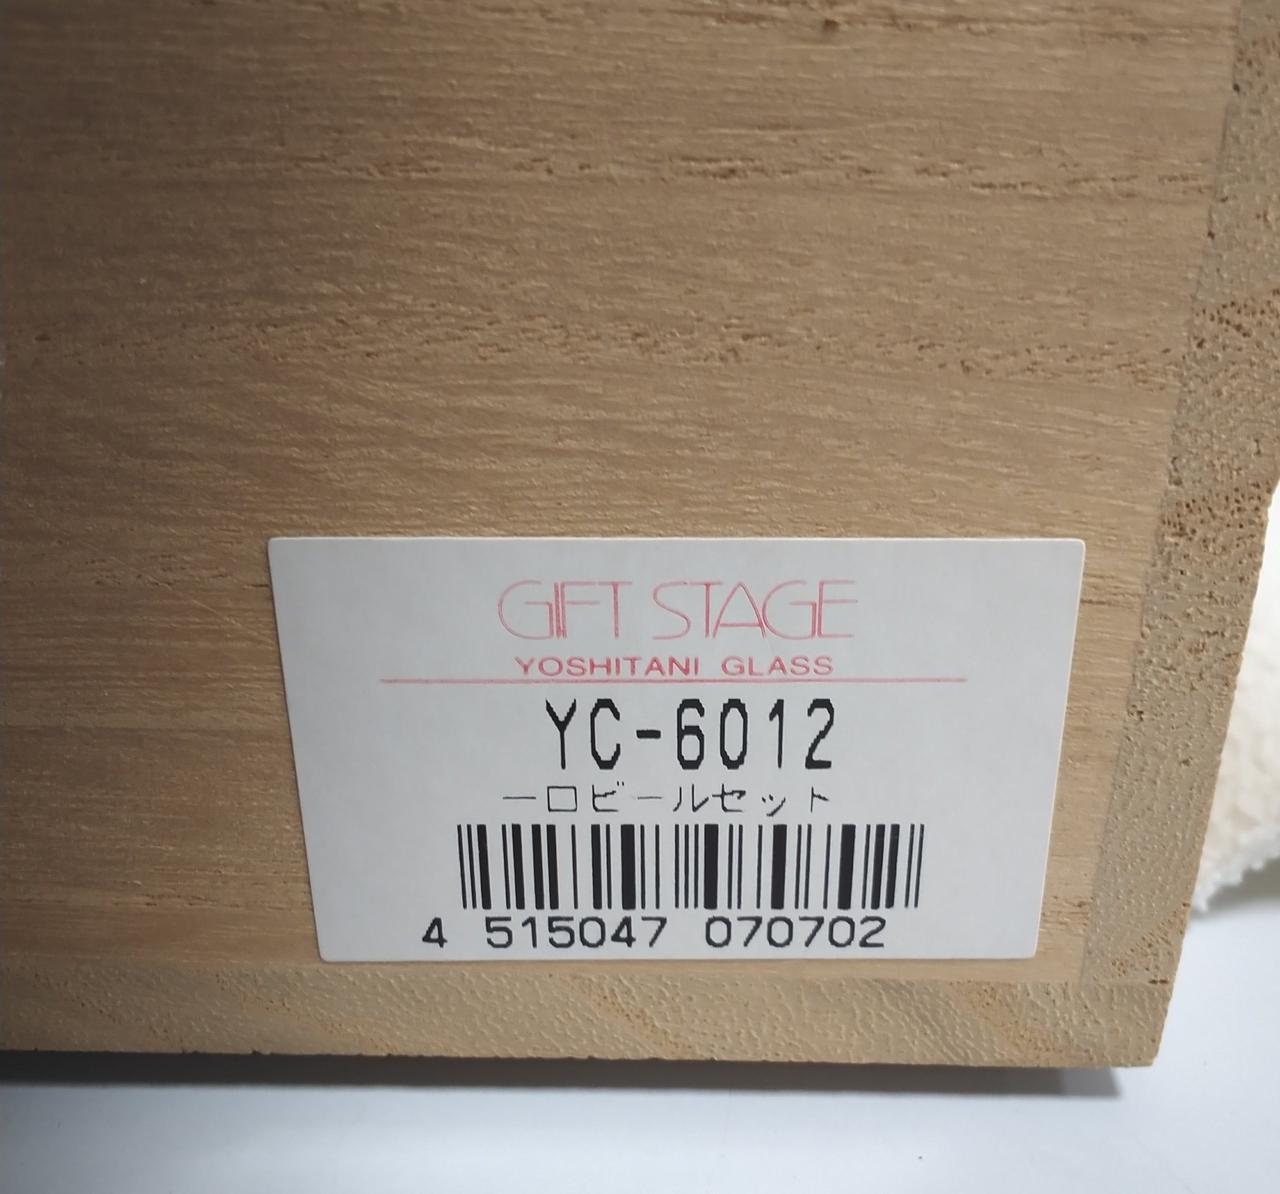 GIFT STAGE
YOSHITANI GLASS
YC-6012
一口ビールセット
4 515047 070702